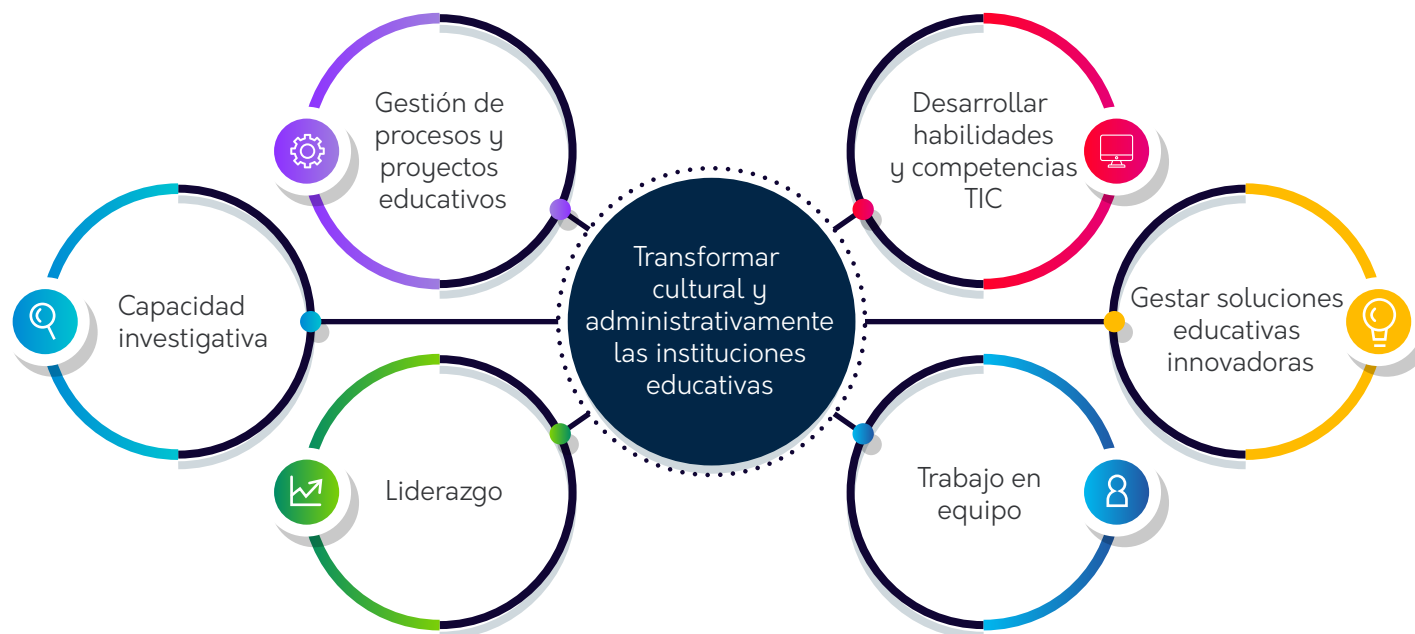 Gestión de
procesos y
proyectos
educativos
Desarrollar
habilidades
y competencias
TIC
Capacidad
investigativa
Transformar
cultural y
administrativamente
las instituciones
educativas
Gestar soluciones
educativas
innovadoras
Liderazgo
Trabajo en
equipo